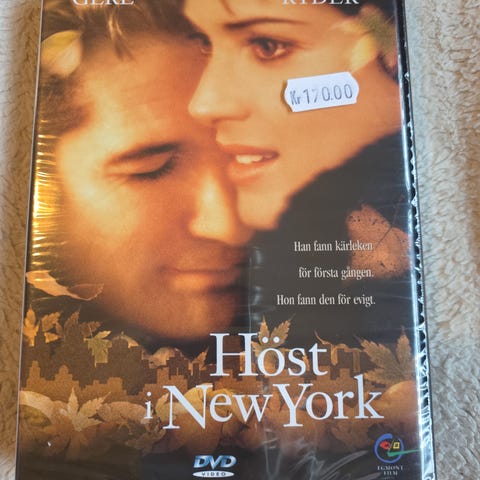 GERE RYDER
Kr 170.00
Han fann kärleken
för första gången.
Hon fann den för evigt.
Höst
i New York
DVD
VIDEO
EGMONT
FILM